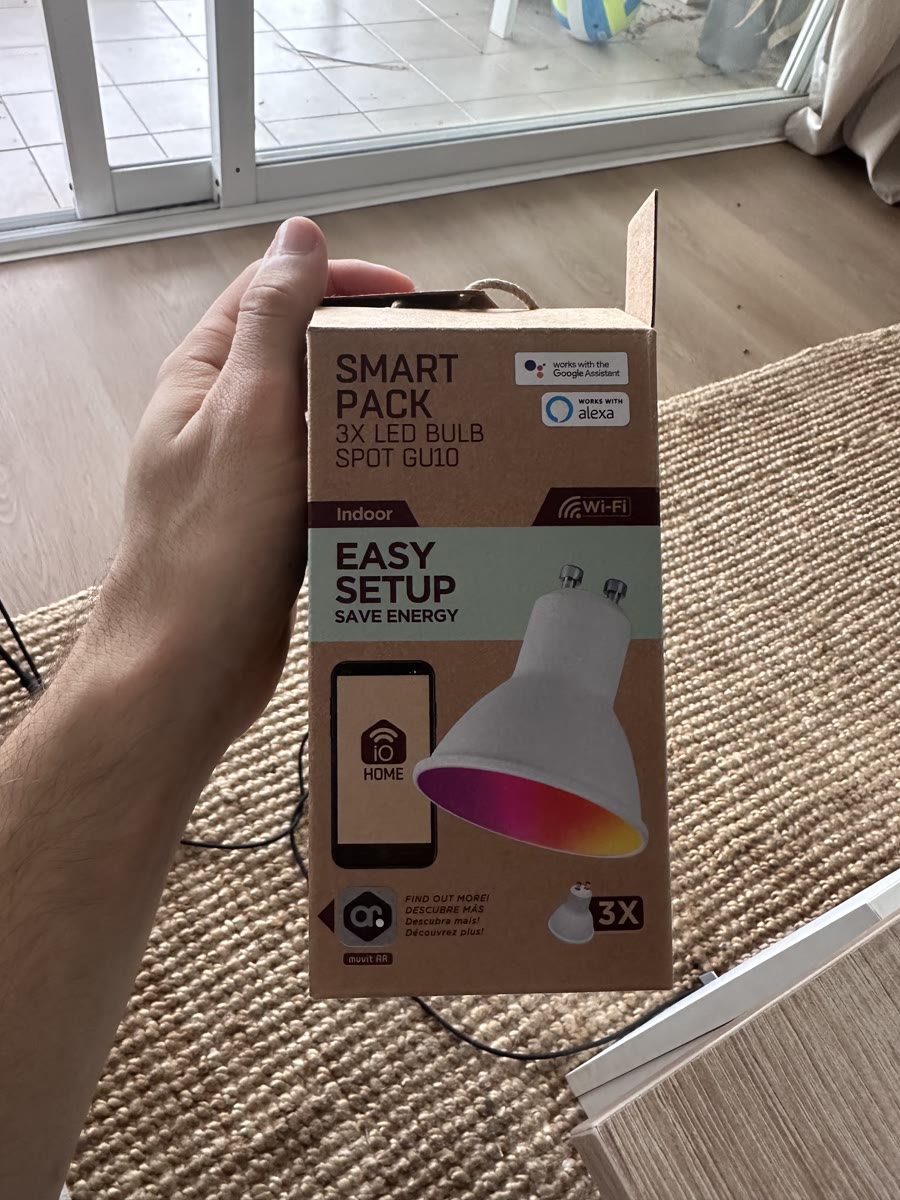 SMART
PACK
3X LED BULB
SPOT GU10
works with the
Google Assistant
WORKS WITH
alexa
Indoor
Wi-Fi
EASY
SETUP
SAVE ENERGY
iO
HOME
FIND OUT MORE!
DESCUBRE MÁS
Descubra mais!
Découvrez plus!
ar.
muvit AR
3X